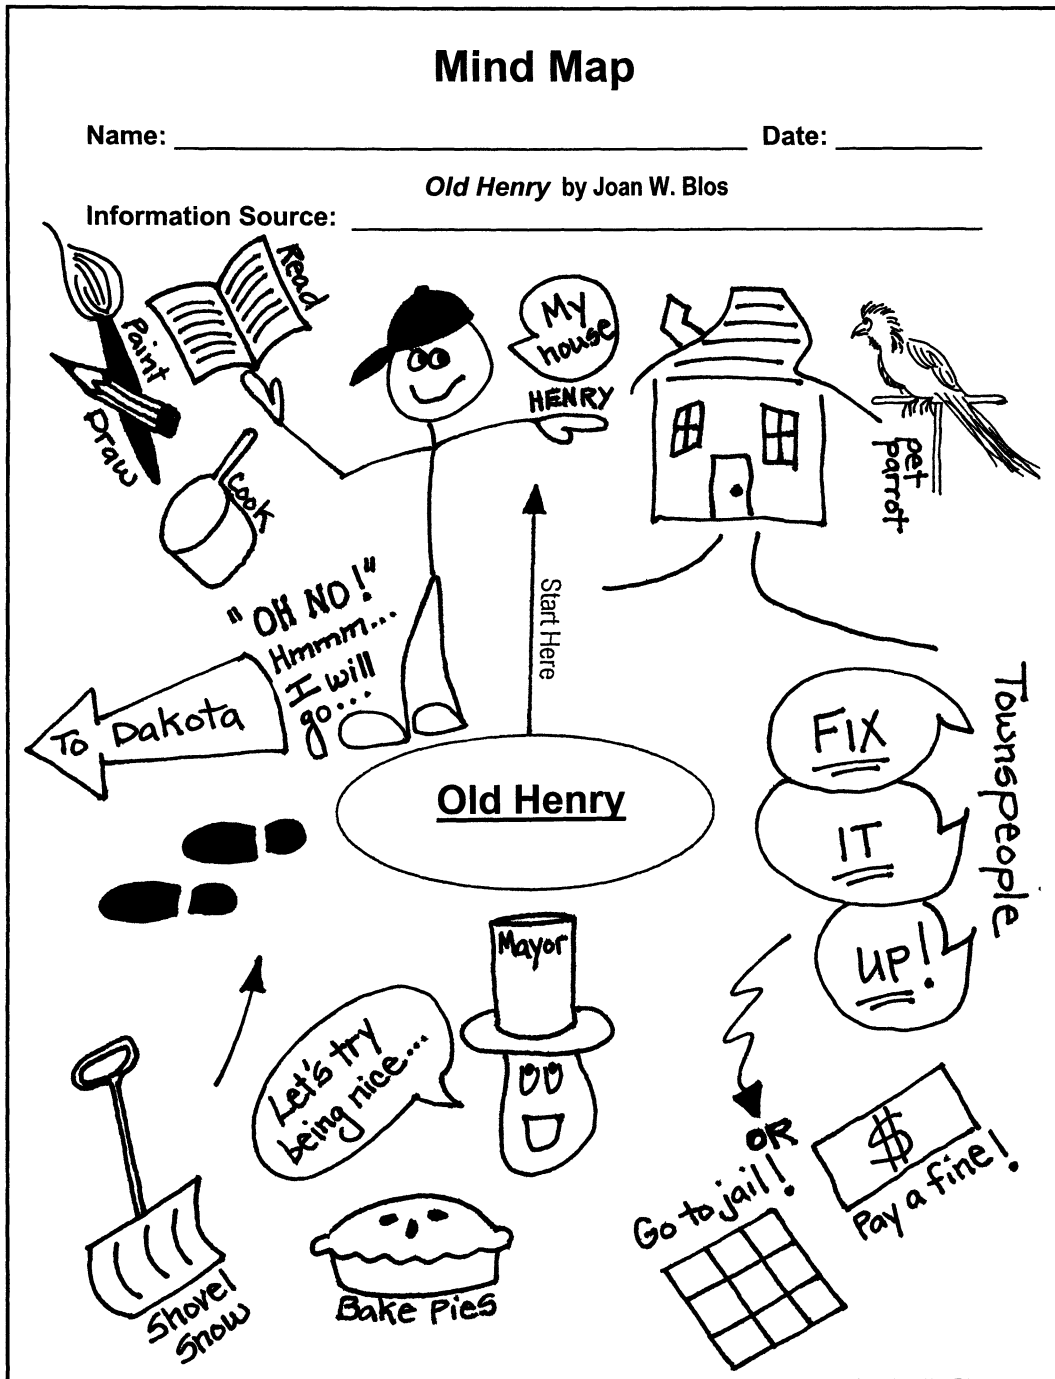 Mind Map
Name: Date:
Old Henry by Joan W. Blos
Information Source:
Read
Paint
Draw
cook
My
house
HENRY
pet
parrot
Start Here
"OH NO!"
Hmmm...
I will
go...
To Dakota
Old Henry
Townspeople
FIX
IT
UP!
OR
$
Pay a fine!
Go to jail!
Mayor
Let's try
being nice...
Bake Pies
Shovel
Snow